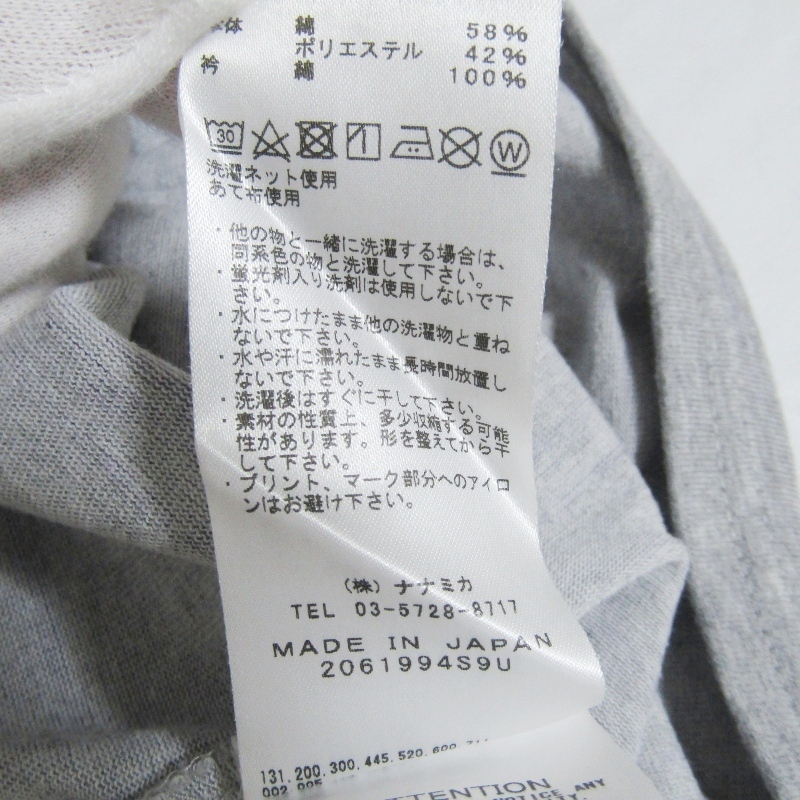 体 綿 58%
ポリエステル 42%
衿 綿 100%
30 W
洗濯ネット使用
あて布使用
・他の物と一緒に洗濯する場合は、
同系色の物と洗濯して下さい。
・蛍光剤入り洗剤は使用しないで下
さい。
・水につけたまま他の洗濯物と重ね
ないで下さい。
・水や汗に濡れたまま長時間放置し
ないで下さい。
・洗濯後はすぐに干して下さい。
・素材の性質上、多少収縮する可能
性があります。形を整えてから干
して下さい。
・プリント、マーク部分へのアイロ
ンはお避け下さい。
(株) ナナミカ
TEL 03-5728-8717
MADE IN JAPAN
2061994S9U
131.200.300.445.520.600.
ATTENTION
NOTICE ANY